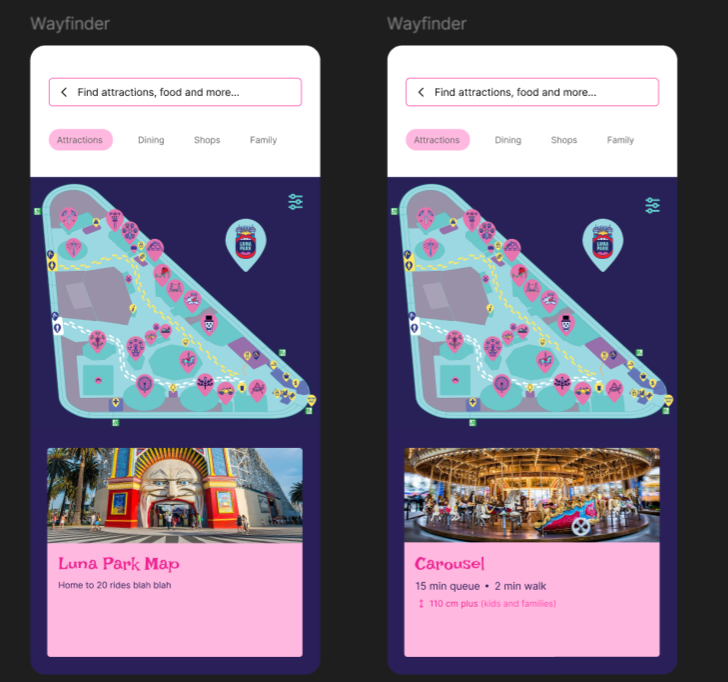 Wayfinder
Find attractions, food and more...
Attractions Dining Shops Family
LUNA PARK
Luna Park Map
Home to 20 rides blah blah
Wayfinder
Find attractions, food and more...
Attractions Dining Shops Family
LUNA PARK
Carousel
15 min queue • 2 min walk
110 cm plus (kids and families)